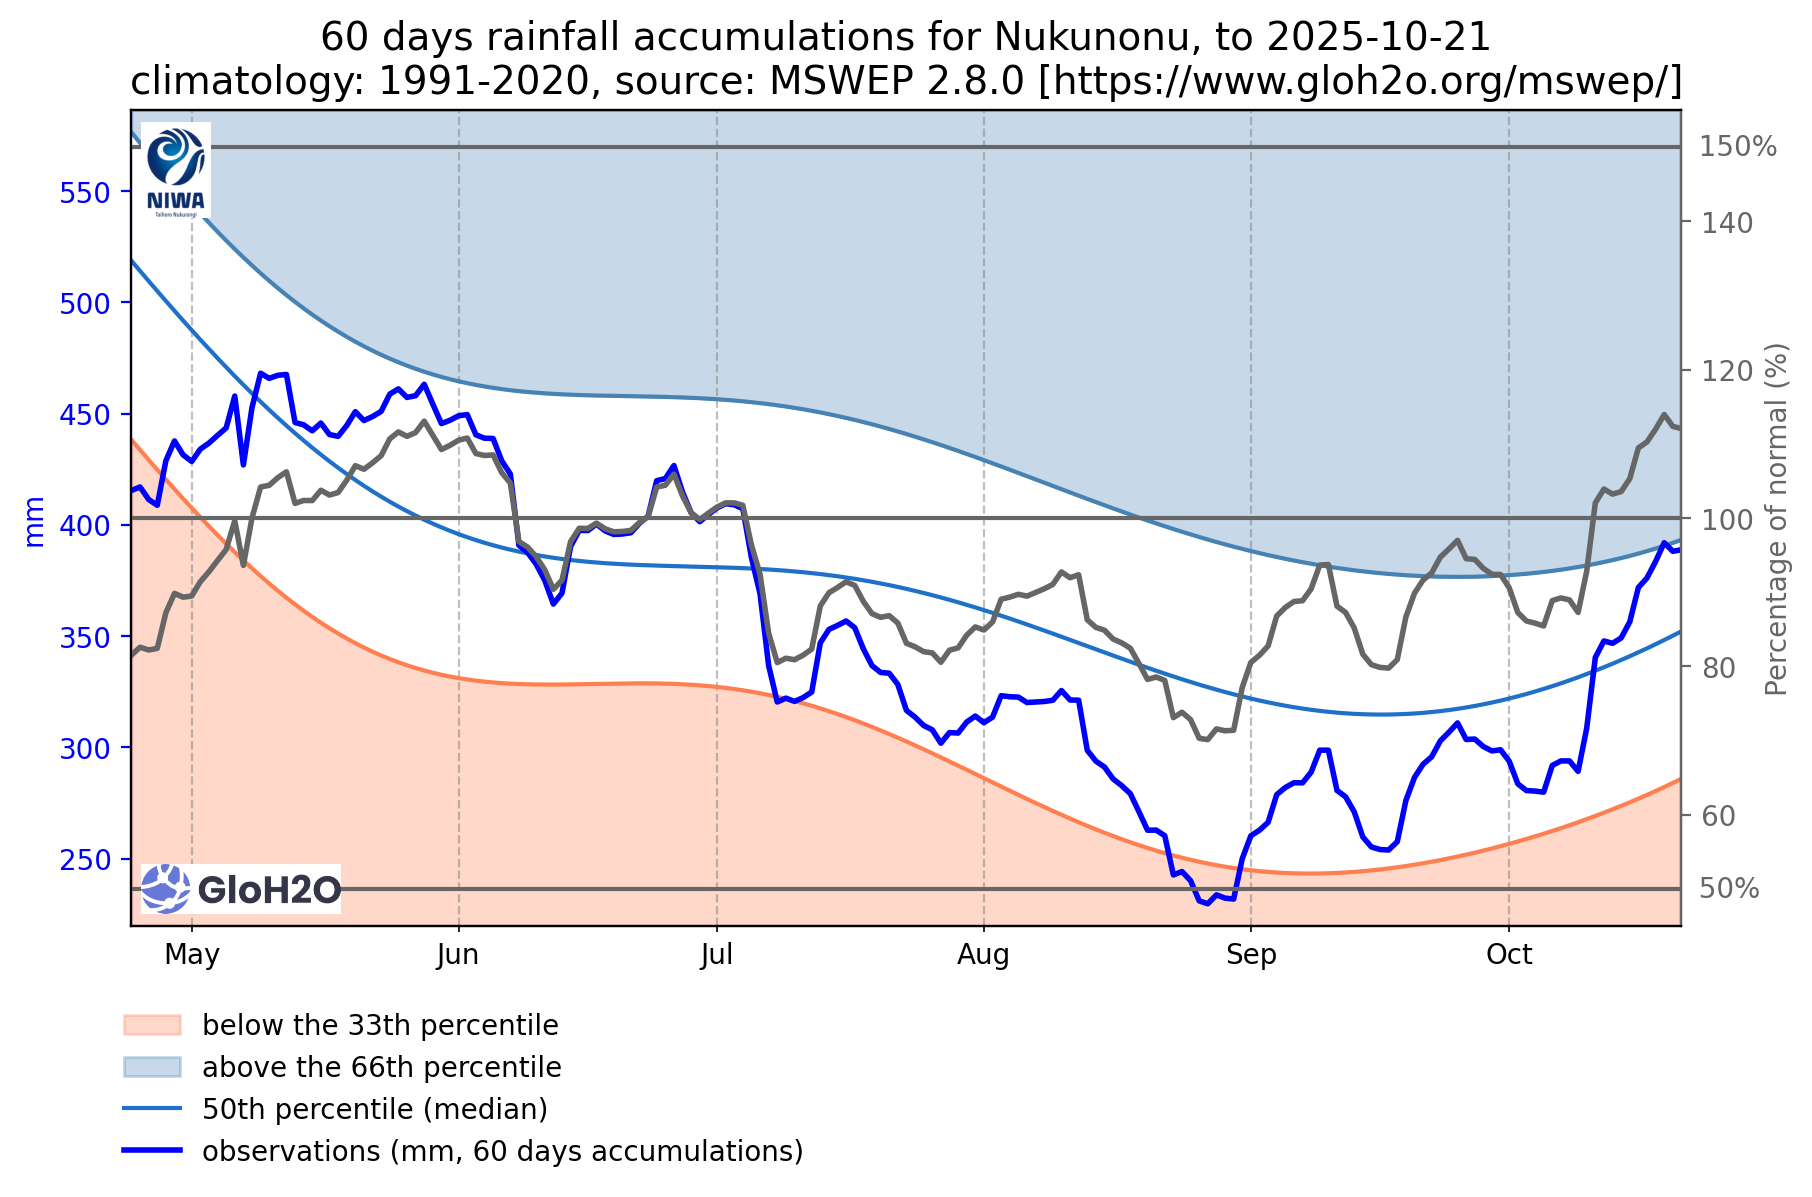 60 days rainfall accumulations for Nukunonu, to 2025-10-21
climatology: 1991-2020, source: MSWEP 2.8.0 [https://www.gloh2o.org/mswep/]
NIWA
Taihoro Nukurangi
550
500
450
400
350
300
250
mm
150%
140
120
100
80
60
50%
Percentage of normal (%)
GloH2O
May Jun Jul Aug Sep Oct
below the 33th percentile
above the 66th percentile
50th percentile (median)
observations (mm, 60 days accumulations)